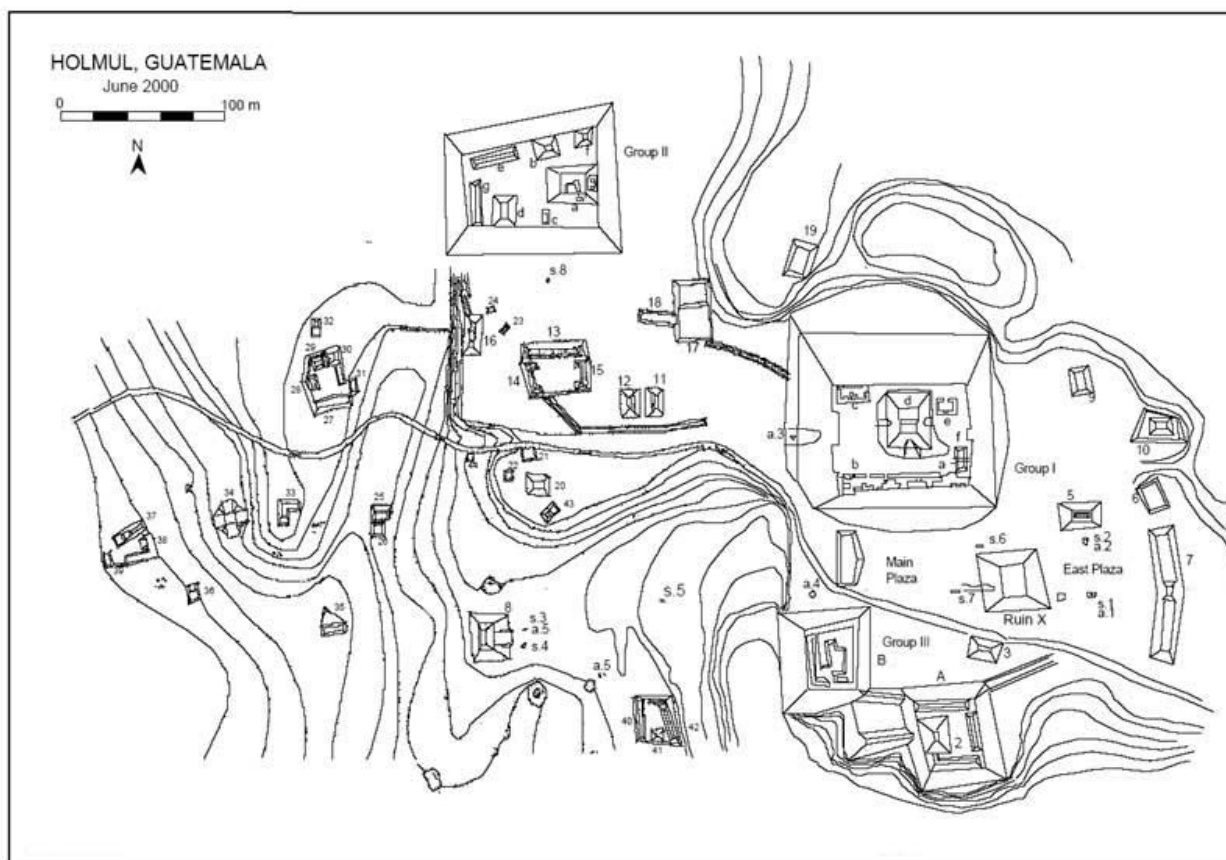 HOLMUL, GUATEMALA
June 2000
0 100 m
N
Group II
f
b
g
a
d
c
s.8
19
18
17
24
23
16
13
14
15
12
11
32
29
30
28
31
27
a.3
c
d
e
f
b
a
Group I
9
10
6
5
s.2
a.2
7
21
22
20
43
34
33
25
26
37
38
39
36
35
s.6
Main
Plaza
East Plaza
s.7
a.4
s.1
a.1
Ruin X
s.5
8
s.3
a.5
s.4
a.5
Group III
3
B
A
2
40
42
41